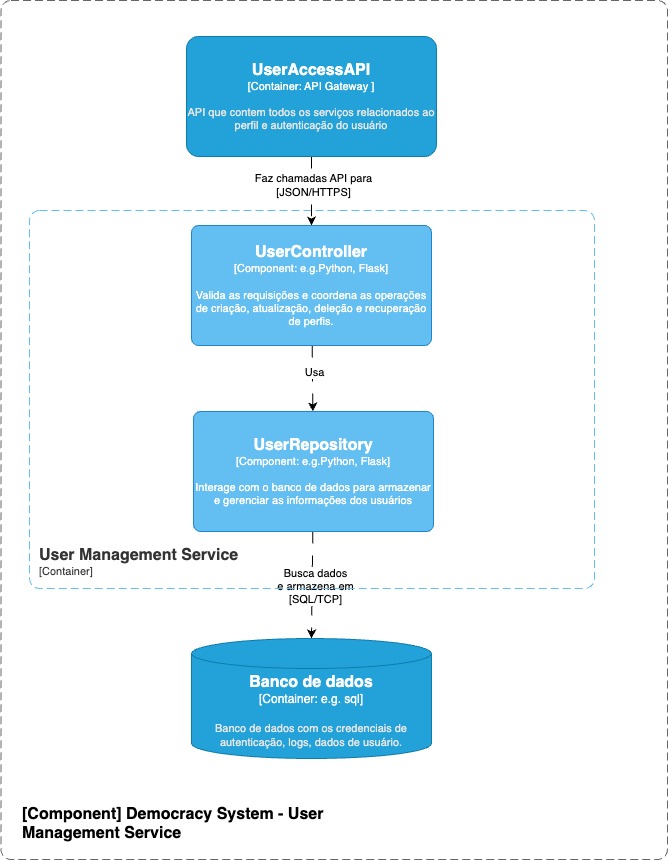 UserAccessAPI
[Container: API Gateway ]
API que contem todos os serviços relacionados ao
perfil e autenticação do usuário
Faz chamadas API para
[JSON/HTTPS]
UserController
[Component: e.g.Python, Flask]
Valida as requisições e coordena as operações
de criação, atualização, deleção e recuperação
de perfis.
Usa
UserRepository
[Component: e.g.Python, Flask]
Interage com o banco de dados para armazenar
e gerenciar as informações dos usuários
User Management Service
[Container]
Busca dados
e armazena em
[SQL/TCP]
Banco de dados
[Container: e.g. sql]
Banco de dados com os credenciais de
autenticação, logs, dados de usuário.
[Component] Democracy System - User
Management Service